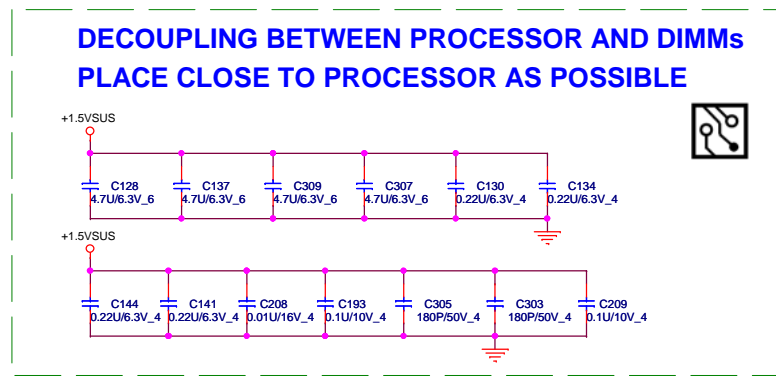 DECOUPLING BETWEEN PROCESSOR AND DIMMs
PLACE CLOSE TO PROCESSOR AS POSSIBLE
+1.5VSUS
C128 C137 C309 C307 C130 C134
4.7U/6.3V_6 4.7U/6.3V_6 4.7U/6.3V_6 4.7U/6.3V_6 0.22U/6.3V_4 0.22U/6.3V_4
+1.5VSUS
C144 C141 C208 C193 C305 C303 C209
0.22U/6.3V_4 0.22U/6.3V_4 0.01U/16V_4 0.1U/10V_4 180P/50V_4 180P/50V_4 0.1U/10V_4